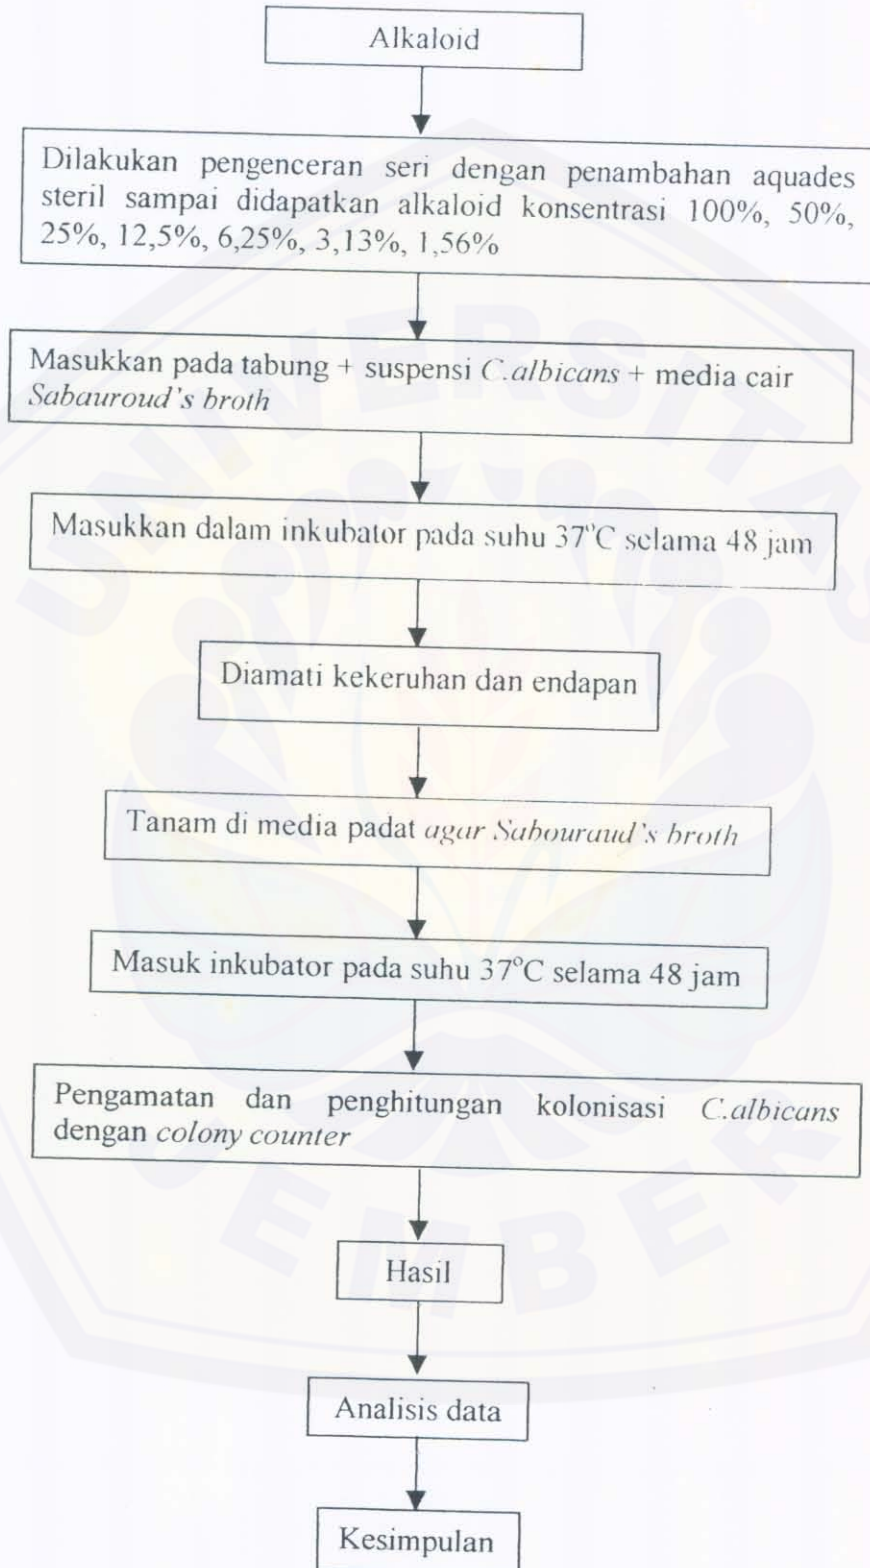 Alkaloid
Dilakukan pengenceran seri dengan penambahan aquades
steril sampai didapatkan alkaloid konsentrasi 100%, 50%,
25%, 12,5%, 6,25%, 3,13%, 1,56%
Masukkan pada tabung + suspensi C.albicans + media cair
Sabauroud's broth
Masukkan dalam inkubator pada suhu 37°C selama 48 jam
Diamati kekeruhan dan endapan
Tanam di media padat agar Sabouraud's broth
Masuk inkubator pada suhu 37°C selama 48 jam
Pengamatan dan penghitungan kolonisasi C.albicans
dengan colony counter
Hasil
Analisis data
Kesimpulan
UNIVERSITAS
JEMBER